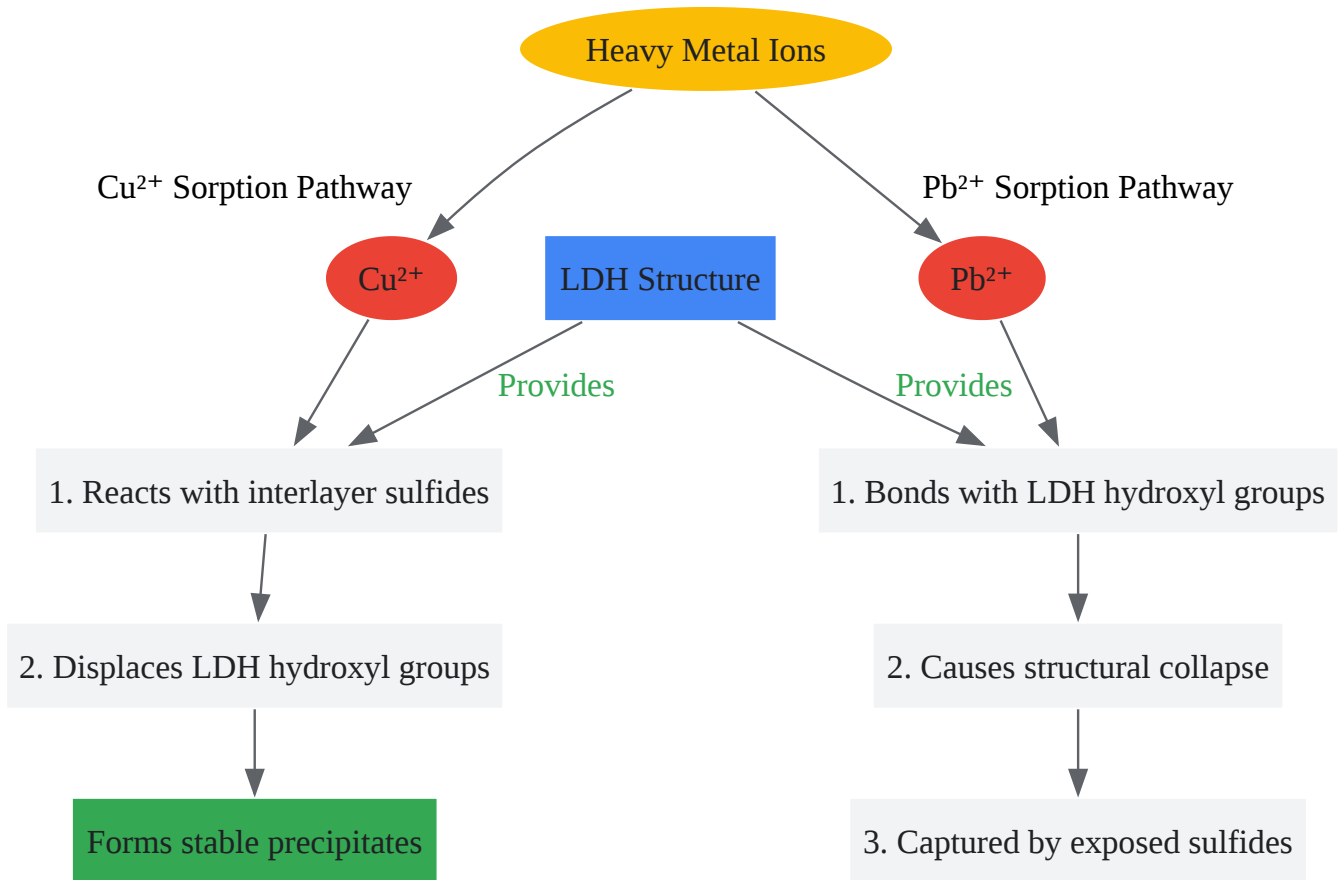 Heavy Metal Ions
Cu²⁺ Sorption Pathway
Pb²⁺ Sorption Pathway
Cu²⁺
LDH Structure
Pb²⁺
Provides
Provides
1. Reacts with interlayer sulfides
1. Bonds with LDH hydroxyl groups
2. Displaces LDH hydroxyl groups
2. Causes structural collapse
Forms stable precipitates
3. Captured by exposed sulfides